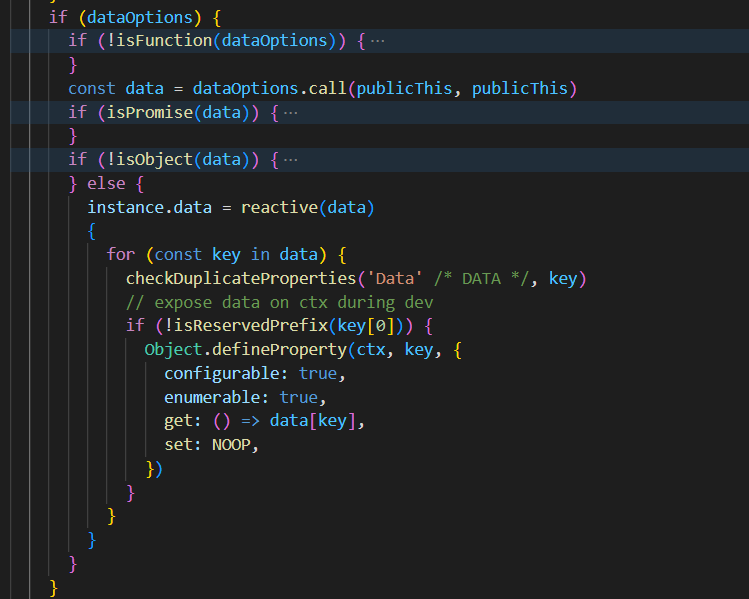 if (dataOptions) {
if (!isFunction(dataOptions)) { ···
}
const data = dataOptions.call(publicThis, publicThis)
if (isPromise(data)) { ···
}
if (!isObject(data)) { ···
} else {
instance.data = reactive(data)
{
for (const key in data) {
checkDuplicateProperties('Data' /* DATA */, key)
// expose data on ctx during dev
if (!isReservedPrefix(key[0])) {
Object.defineProperty(ctx, key, {
configurable: true,
enumerable: true,
get: () => data[key],
set: NOOP,
})
}
}
}
}
}